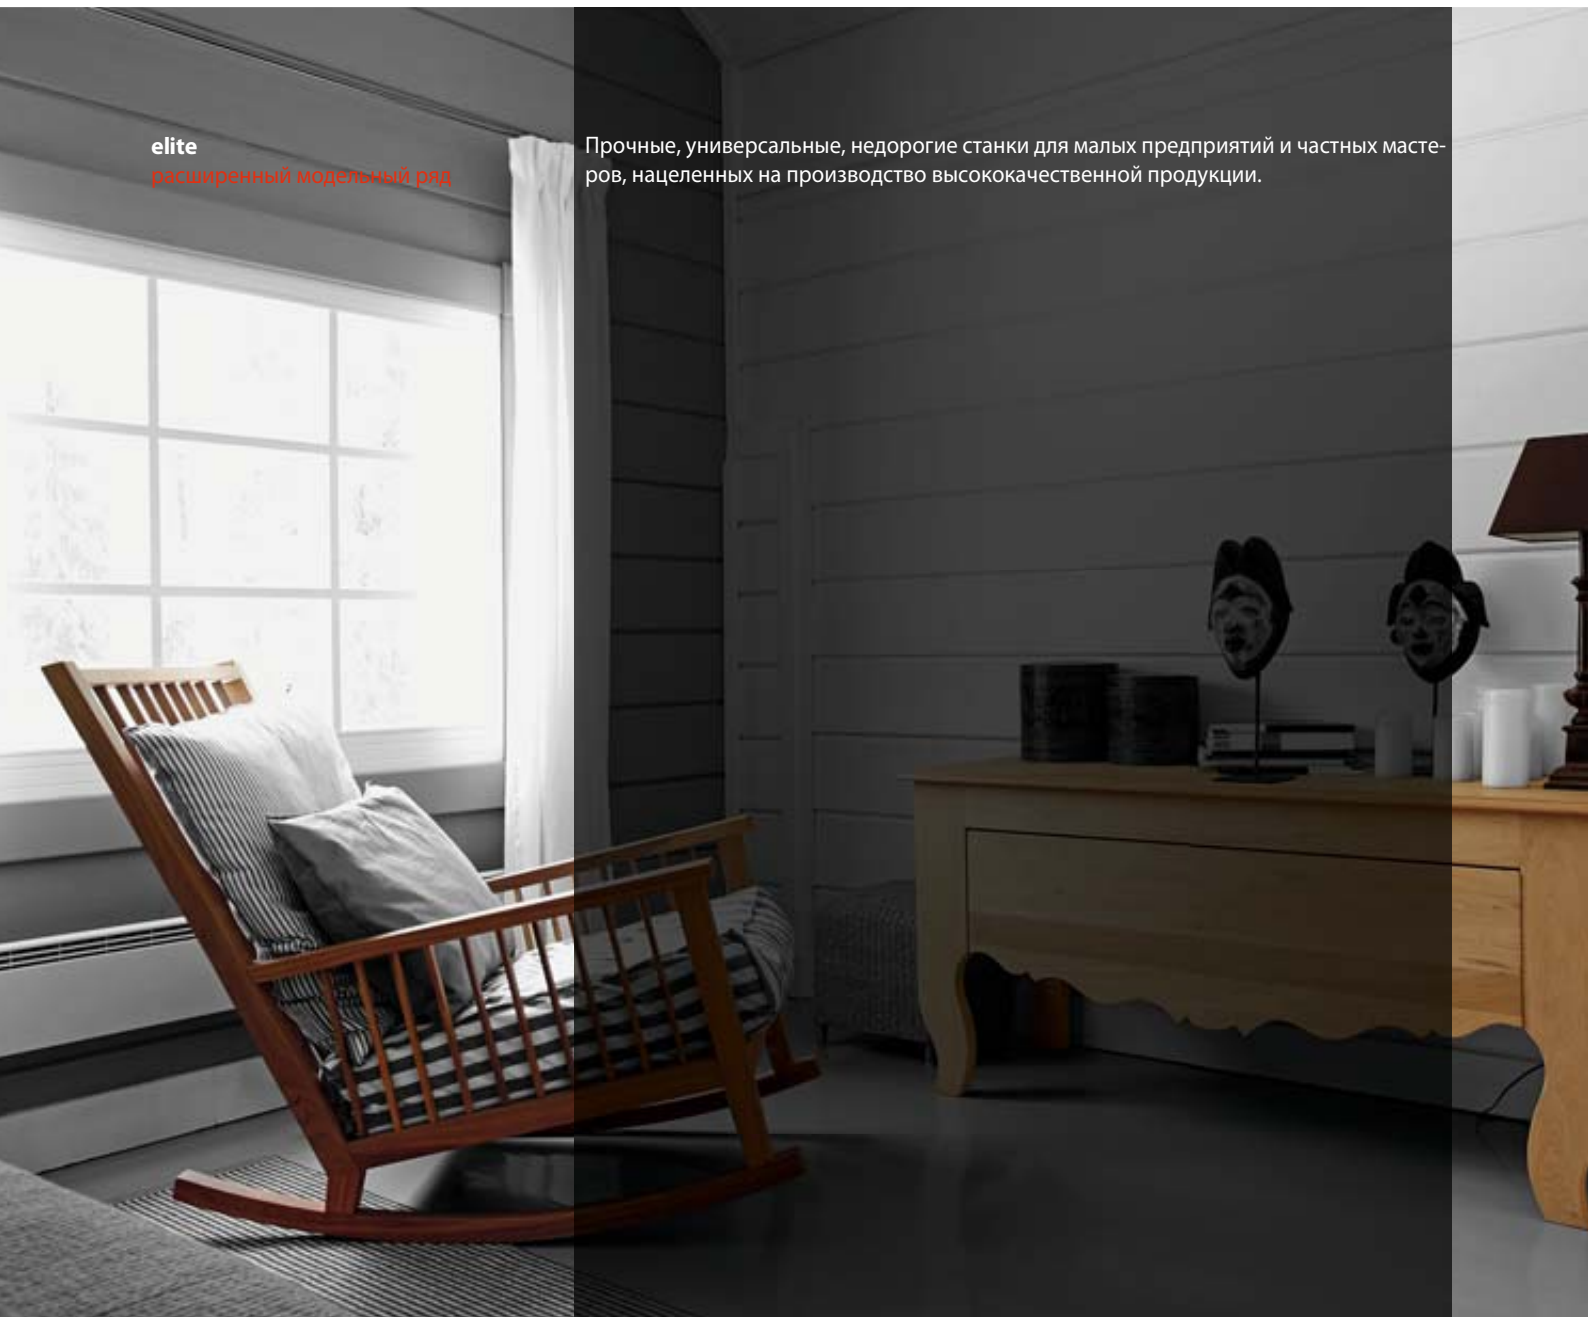 elite
расширенный модельный ряд
Прочные, универсальные, недорогие станки для малых предприятий и частных масте-
ров, нацеленных на производство высококачественной продукции.